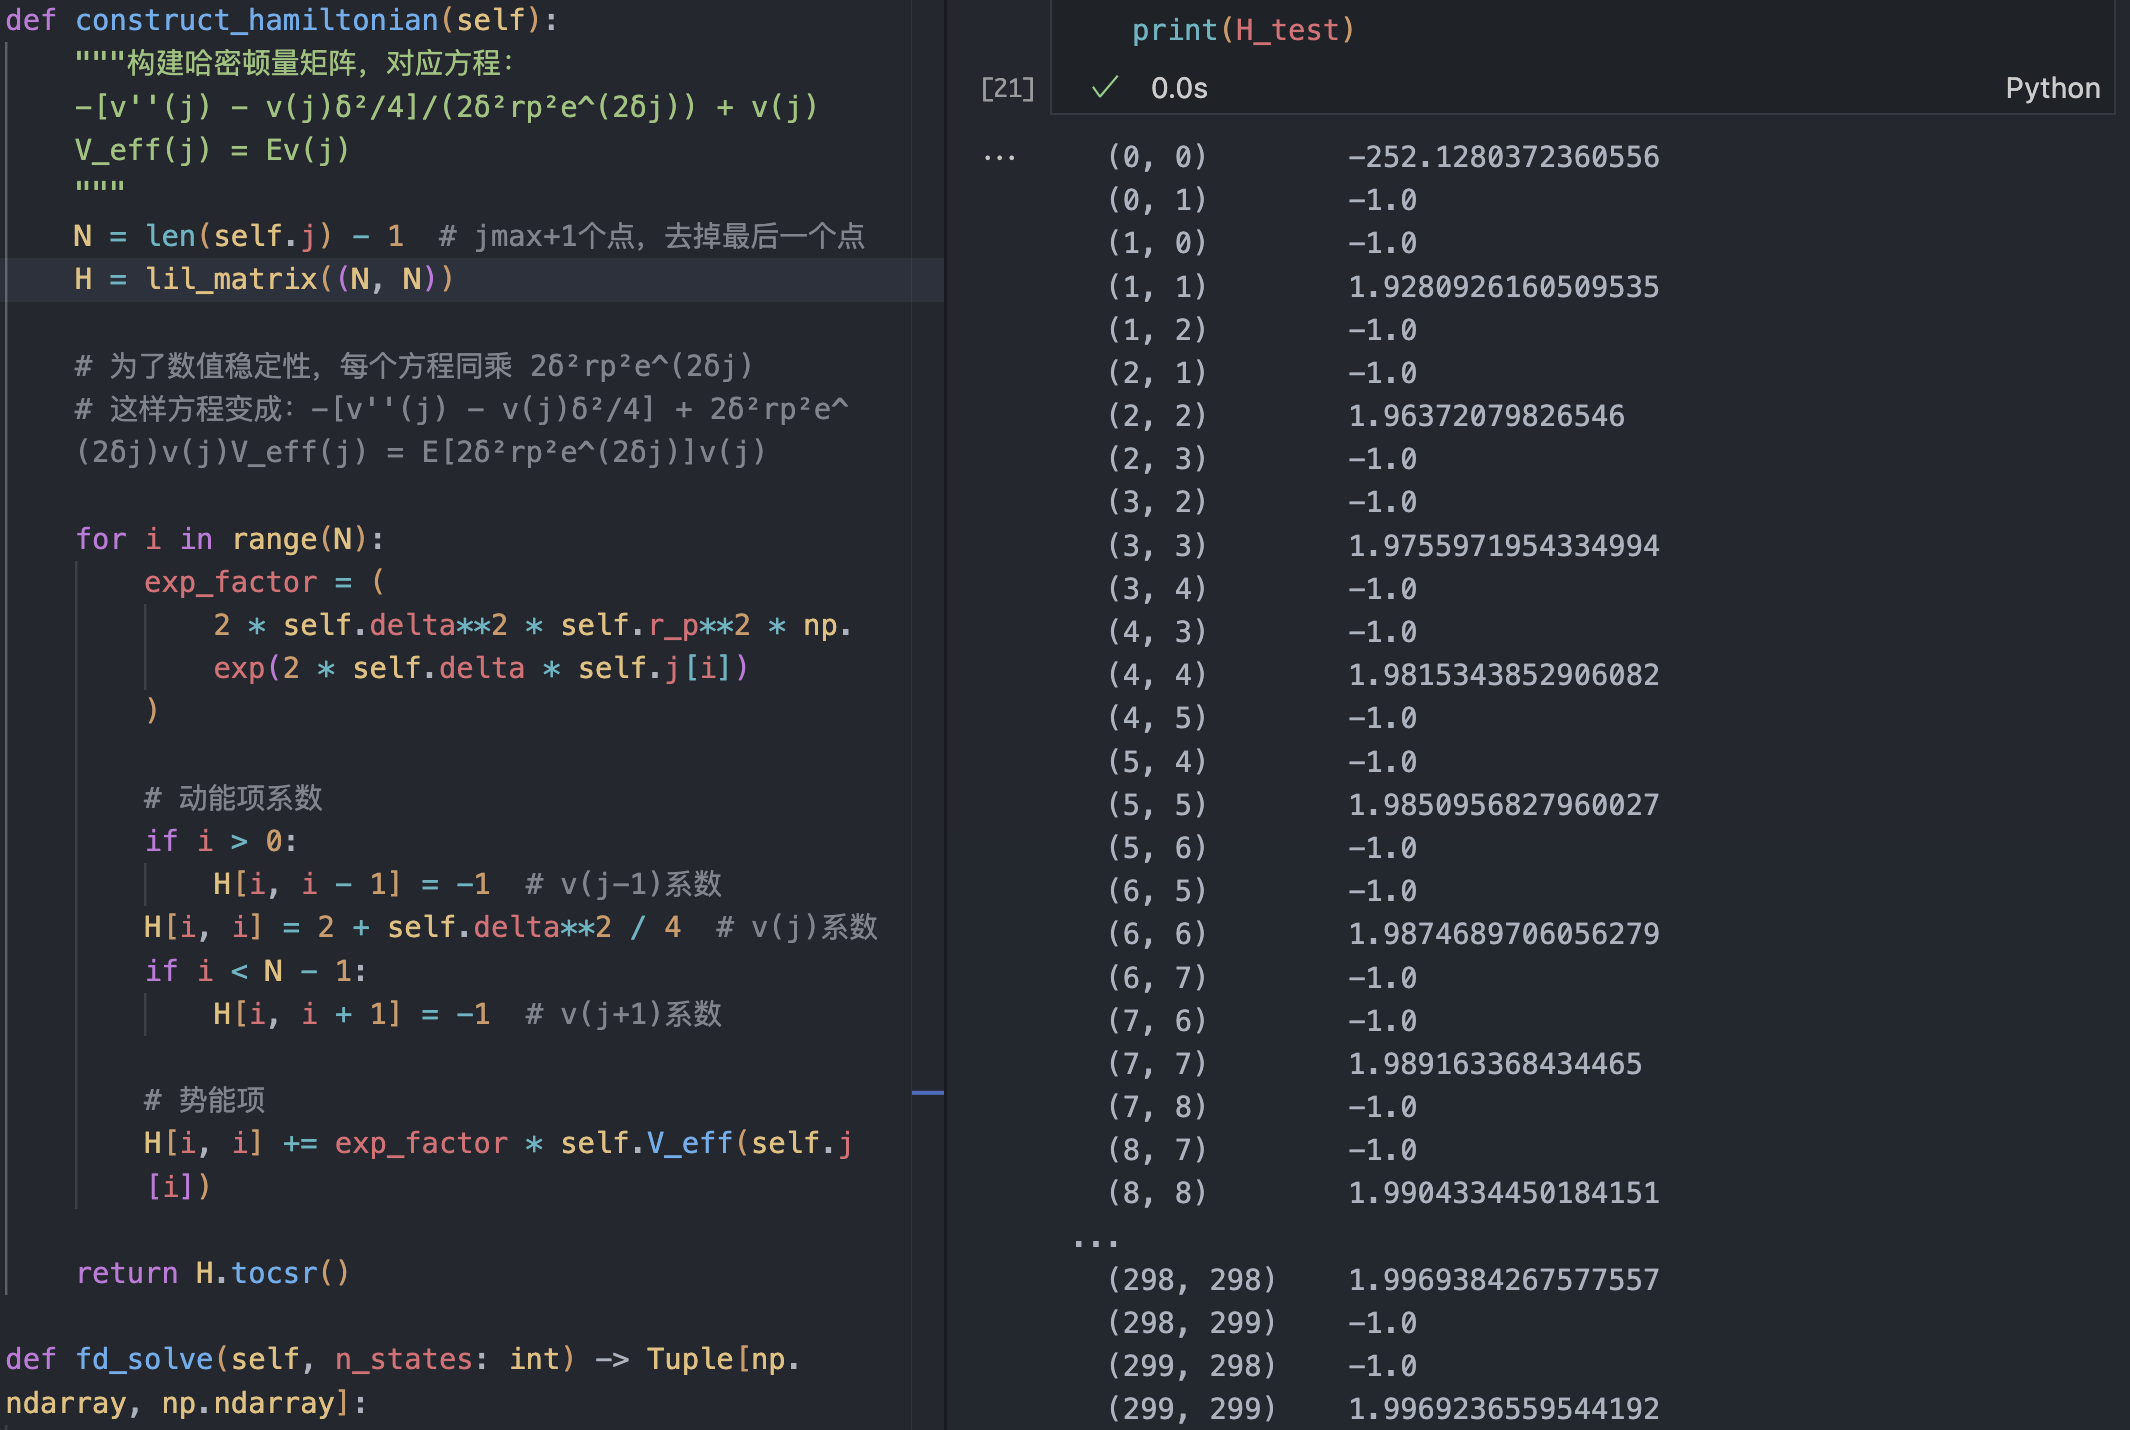 def construct_hamiltonian(self):
"""构建哈密顿量矩阵，对应方程：
-[v''(j) - v(j)δ²/4]/(2δ²rp²e^(2δj)) + v(j)
V_eff(j) = Ev(j)
"""
N = len(self.j) - 1  # jmax+1个点，去掉最后一个点
H = lil_matrix((N, N))
# 为了数值稳定性，每个方程同乘 2δ²rp²e^(2δj)
# 这样方程变成：-[v''(j) - v(j)δ²/4] + 2δ²rp²e^
(2δj)v(j)V_eff(j) = E[2δ²rp²e^(2δj)]v(j)
for i in range(N):
exp_factor = (
2 * self.delta**2 * self.r_p**2 * np.
exp(2 * self.delta * self.j[i])
)
# 动能项系数
if i > 0:
H[i, i - 1] = -1  # v(j-1)系数
H[i, i] = 2 + self.delta**2 / 4  # v(j)系数
if i < N - 1:
H[i, i + 1] = -1  # v(j+1)系数
# 势能项
H[i, i] += exp_factor * self.V_eff(self.j
[i])
return H.tocsr()
def fd_solve(self, n_states: int) -> Tuple[np.
ndarray, np.ndarray]:
print(H_test)
[21] ✓ 0.0s Python
... (0, 0) -252.1280372360556
(0, 1) -1.0
(1, 0) -1.0
(1, 1) 1.9280926160509535
(1, 2) -1.0
(2, 1) -1.0
(2, 2) 1.96372079826546
(2, 3) -1.0
(3, 2) -1.0
(3, 3) 1.9755971954334994
(3, 4) -1.0
(4, 3) -1.0
(4, 4) 1.9815343852906082
(4, 5) -1.0
(5, 4) -1.0
(5, 5) 1.9850956827960027
(5, 6) -1.0
(6, 5) -1.0
(6, 6) 1.9874689706056279
(6, 7) -1.0
(7, 6) -1.0
(7, 7) 1.989163368434465
(7, 8) -1.0
(8, 7) -1.0
(8, 8) 1.9904334450184151
...
(298, 298) 1.9969384267577557
(298, 299) -1.0
(299, 298) -1.0
(299, 299) 1.9969236559544192